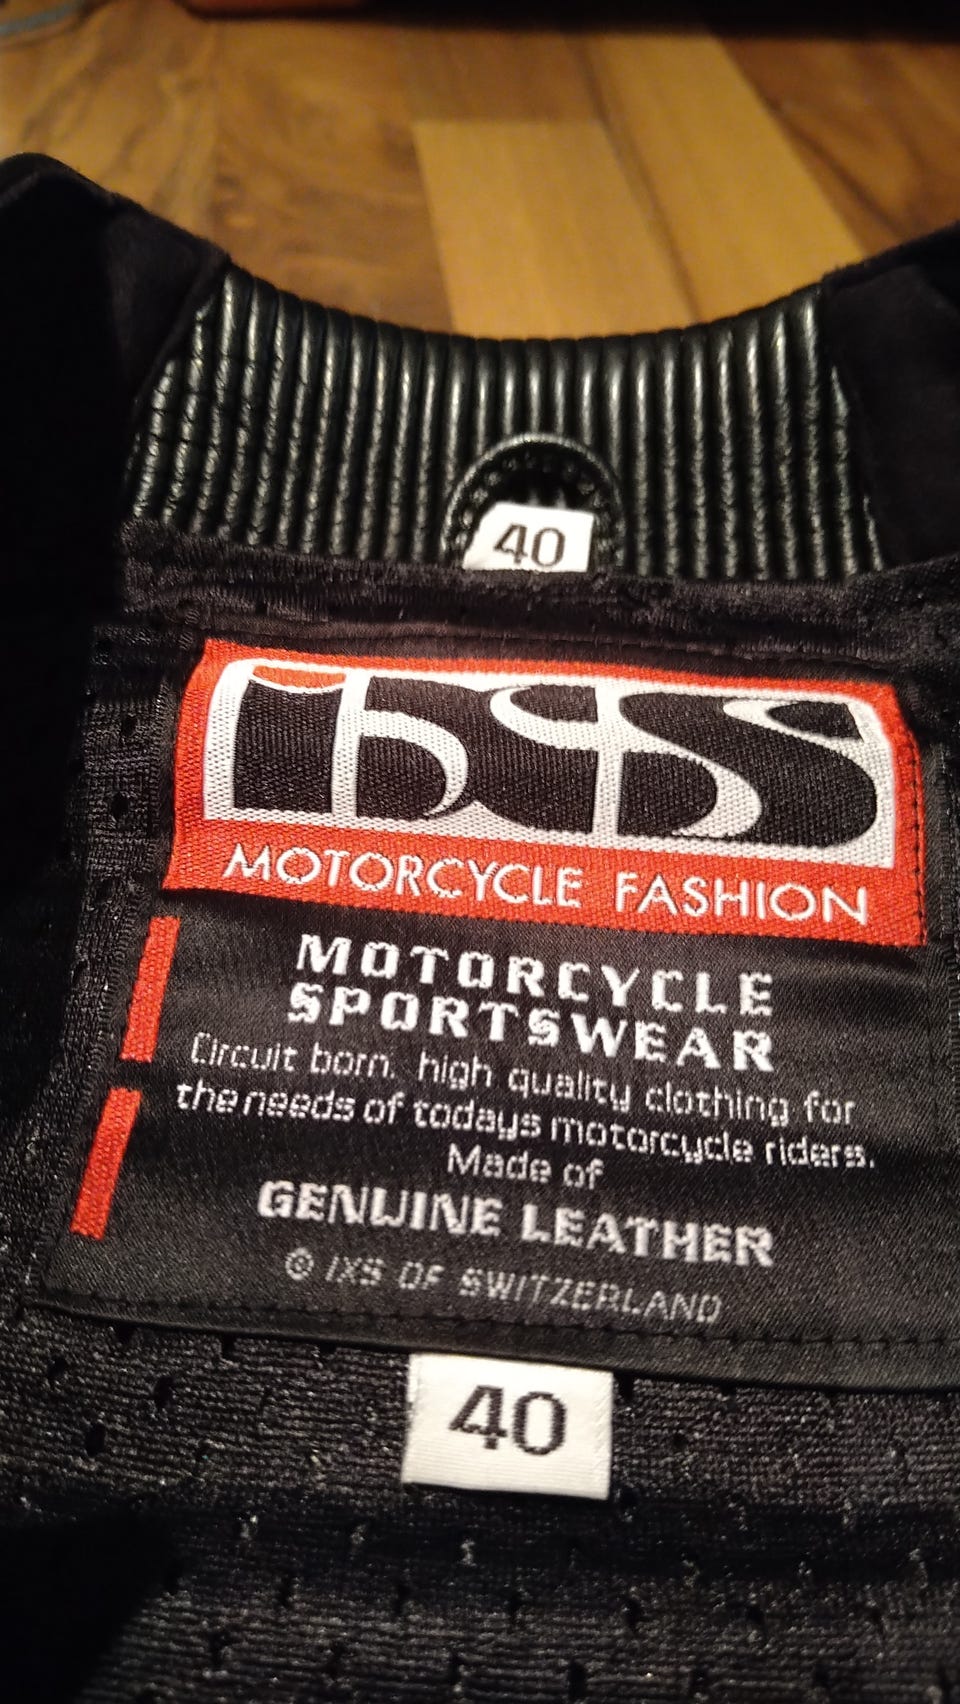 40
iXS
MOTORCYCLE FASHION
MOTORCYCLE
SPORTSWEAR
Circuit born: high quality clothing for
the needs of todays motorcycle riders.
Made of
GENUINE LEATHER
© IXS OF SWITZERLAND
40